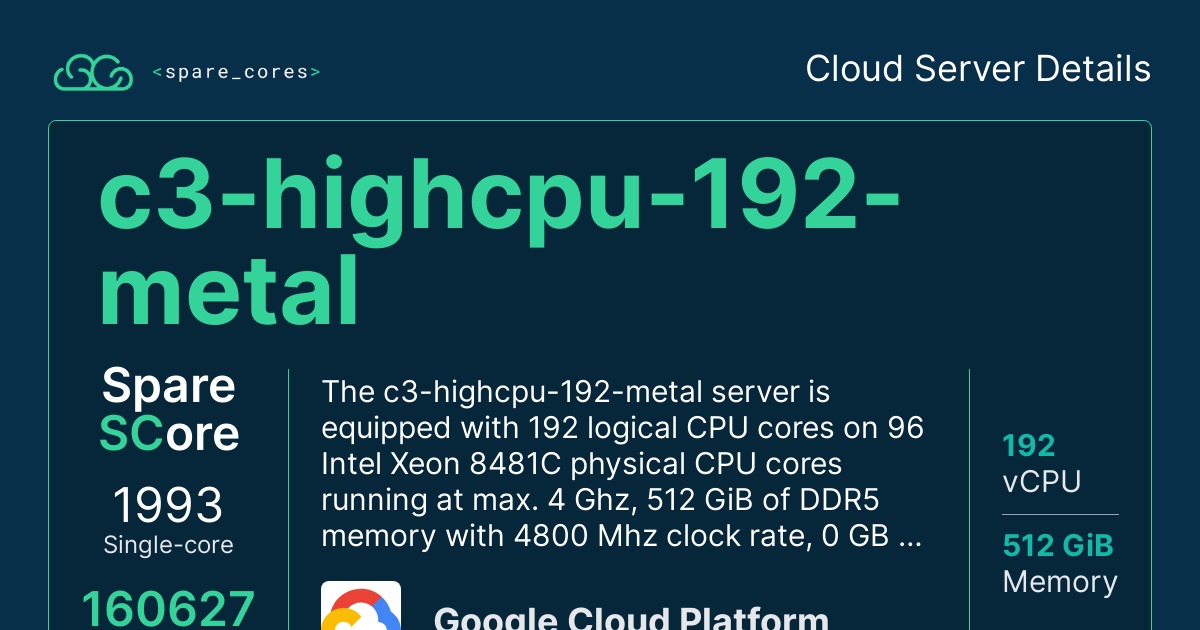 <spare_cores>
Cloud Server Details
c3-highcpu-192-
metal
Spare
SCore
1993
Single-core
160627
The c3-highcpu-192-metal server is
equipped with 192 logical CPU cores on 96
Intel Xeon 8481C physical CPU cores
running at max. 4 Ghz, 512 GiB of DDR5
memory with 4800 Mhz clock rate, 0 GB ...
Google Cloud Platform
192
vCPU
512 GiB
Memory